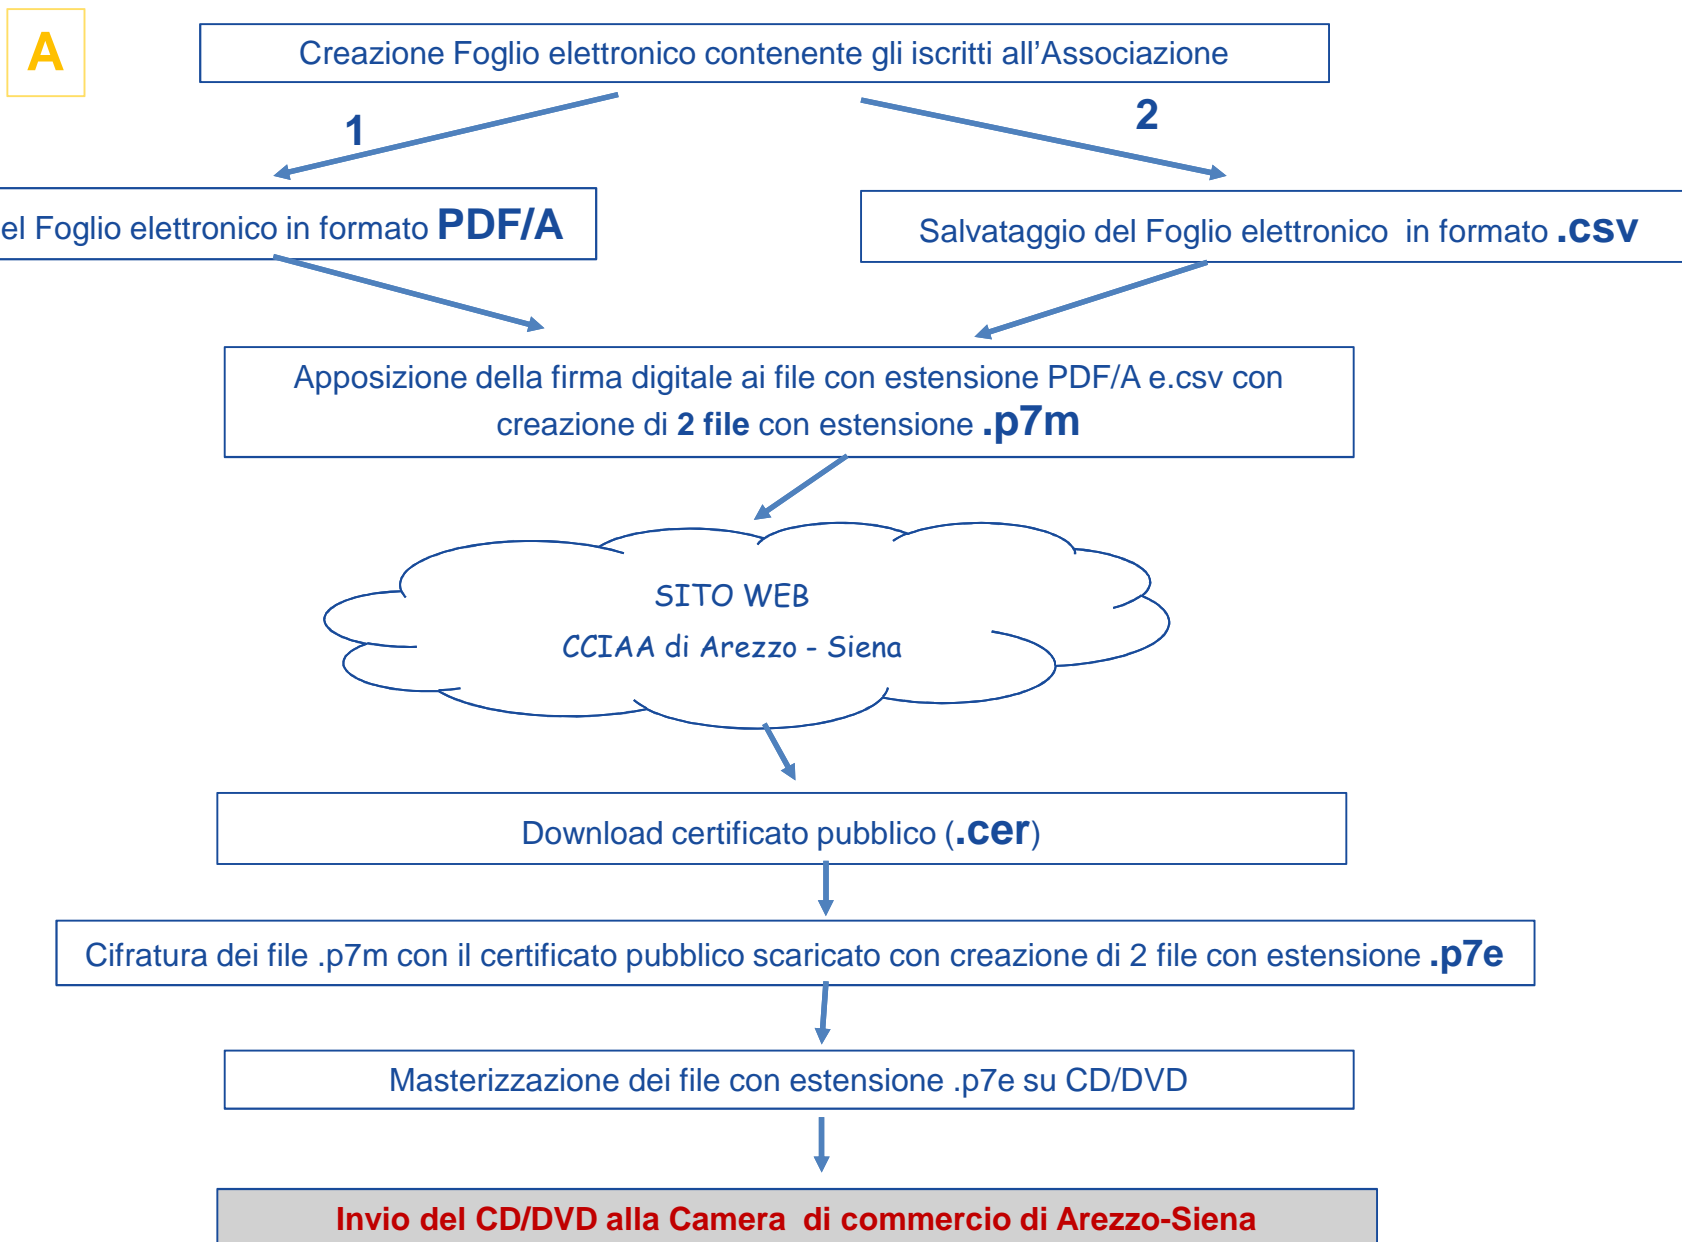 A
Creazione Foglio elettronico contenente gli iscritti all'Associazione
1
2
el Foglio elettronico in formato PDF/A
Salvataggio del Foglio elettronico in formato .csv
Apposizione della firma digitale ai file con estensione PDF/A e.csv con
creazione di 2 file con estensione .p7m
SITO WEB
CCIAA di Arezzo - Siena
Download certificato pubblico (.cer)
Cifratura dei file .p7m con il certificato pubblico scaricato con creazione di 2 file con estensione .p7e
Masterizzazione dei file con estensione .p7e su CD/DVD
Invio del CD/DVD alla Camera di commercio di Arezzo-Siena